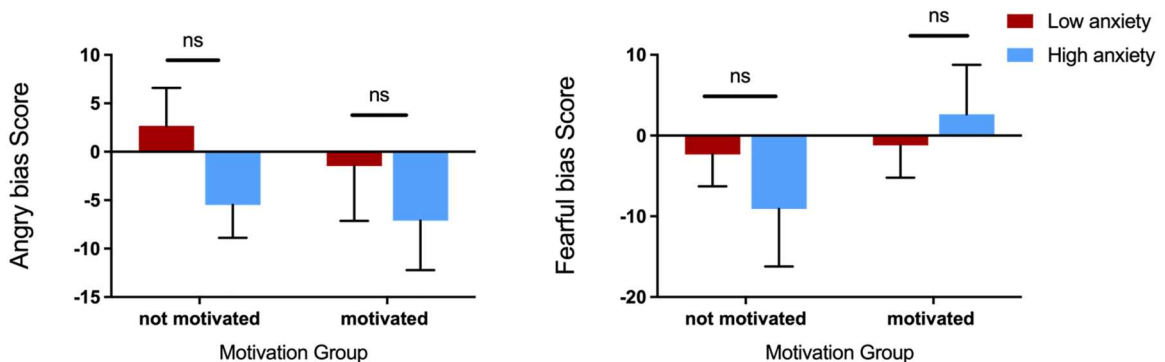 Low anxiety
High anxiety
Angry bias Score
10
5
0
-5
-10
-15
ns
ns
not motivated
motivated
Motivation Group
Fearful bias Score
10
0
-10
-20
ns
ns
not motivated
motivated
Motivation Group